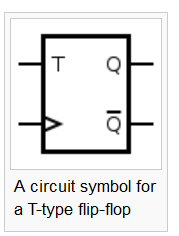 T Q
Q̅
A circuit symbol for
a T-type flip-flop